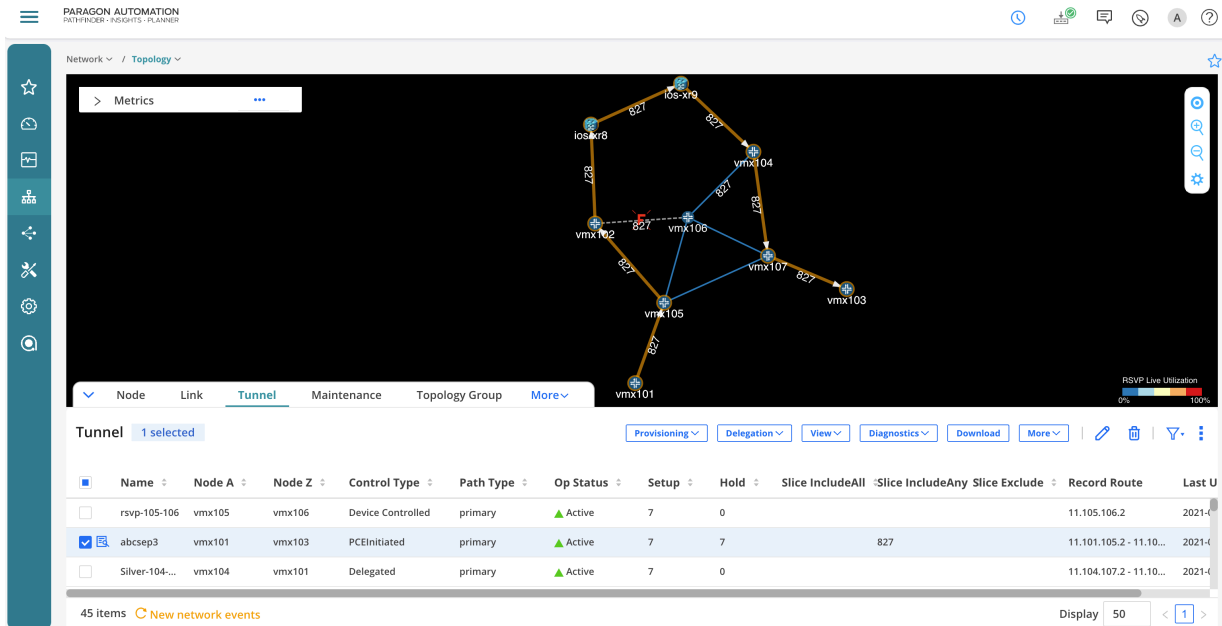 PARAGON AUTOMATION
PATHFINDER · INSIGHTS · PLANNER
A
?
Network / Topology
Metrics
ios-xr9
827
827
ios-xr8
vmx104
827
827
827
F
827
vmx102
vmx106
827
vmx107
827
vmx103
vmx105
827
vmx101
RSVP Live Utilization
0% 100%
Node Link Tunnel Maintenance Topology Group More
Tunnel 1 selected Provisioning Delegation View Diagnostics Download More
Name Node A Node Z Control Type Path Type Op Status Setup Hold Slice IncludeAll Slice IncludeAny Slice Exclude Record Route Last U
rsvp-105-106 vmx105 vmx106 Device Controlled primary Active 7 0 11.105.106.2 2021-0
abcsep3 vmx101 vmx103 PCEInitiated primary Active 7 7 827 11.101.105.2 - 11.10... 2021-0
Silver-104-... vmx104 vmx101 Delegated primary Active 7 0 11.104.107.2 - 11.10... 2021-0
45 items New network events Display 50 < 1 >